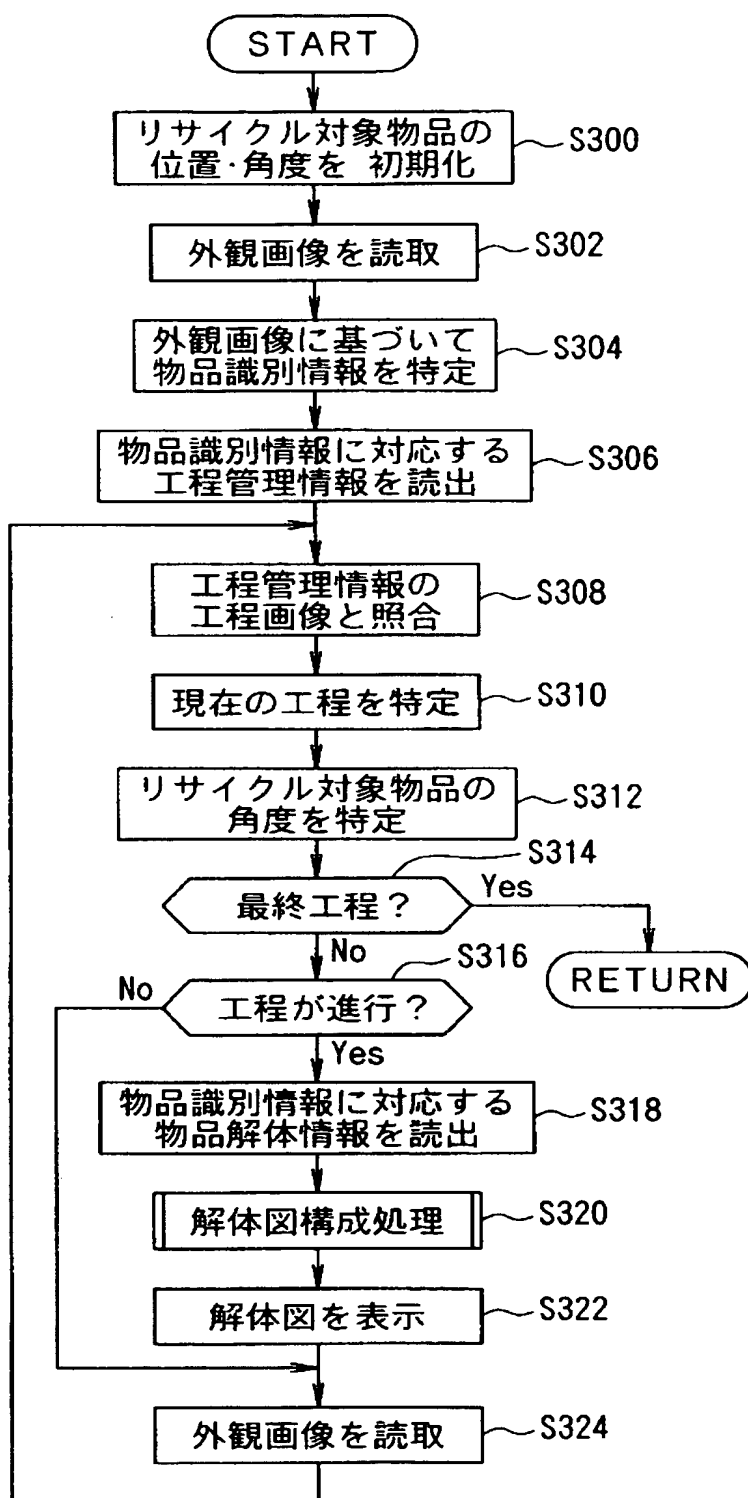 START
リサイクル対象物品の
位置・角度を 初期化
S300
外観画像を読取
S302
外観画像に基づいて
物品識別情報を特定
S304
物品識別情報に対応する
工程管理情報を読出
S306
工程管理情報の
工程画像と照合
S308
現在の工程を特定
S310
リサイクル対象物品の
角度を特定
S312
S314
最終工程？
Yes
No
RETURN
S316
工程が進行？
No
Yes
物品識別情報に対応する
物品解体情報を読出
S318
解体図構成処理
S320
解体図を表示
S322
外観画像を読取
S324